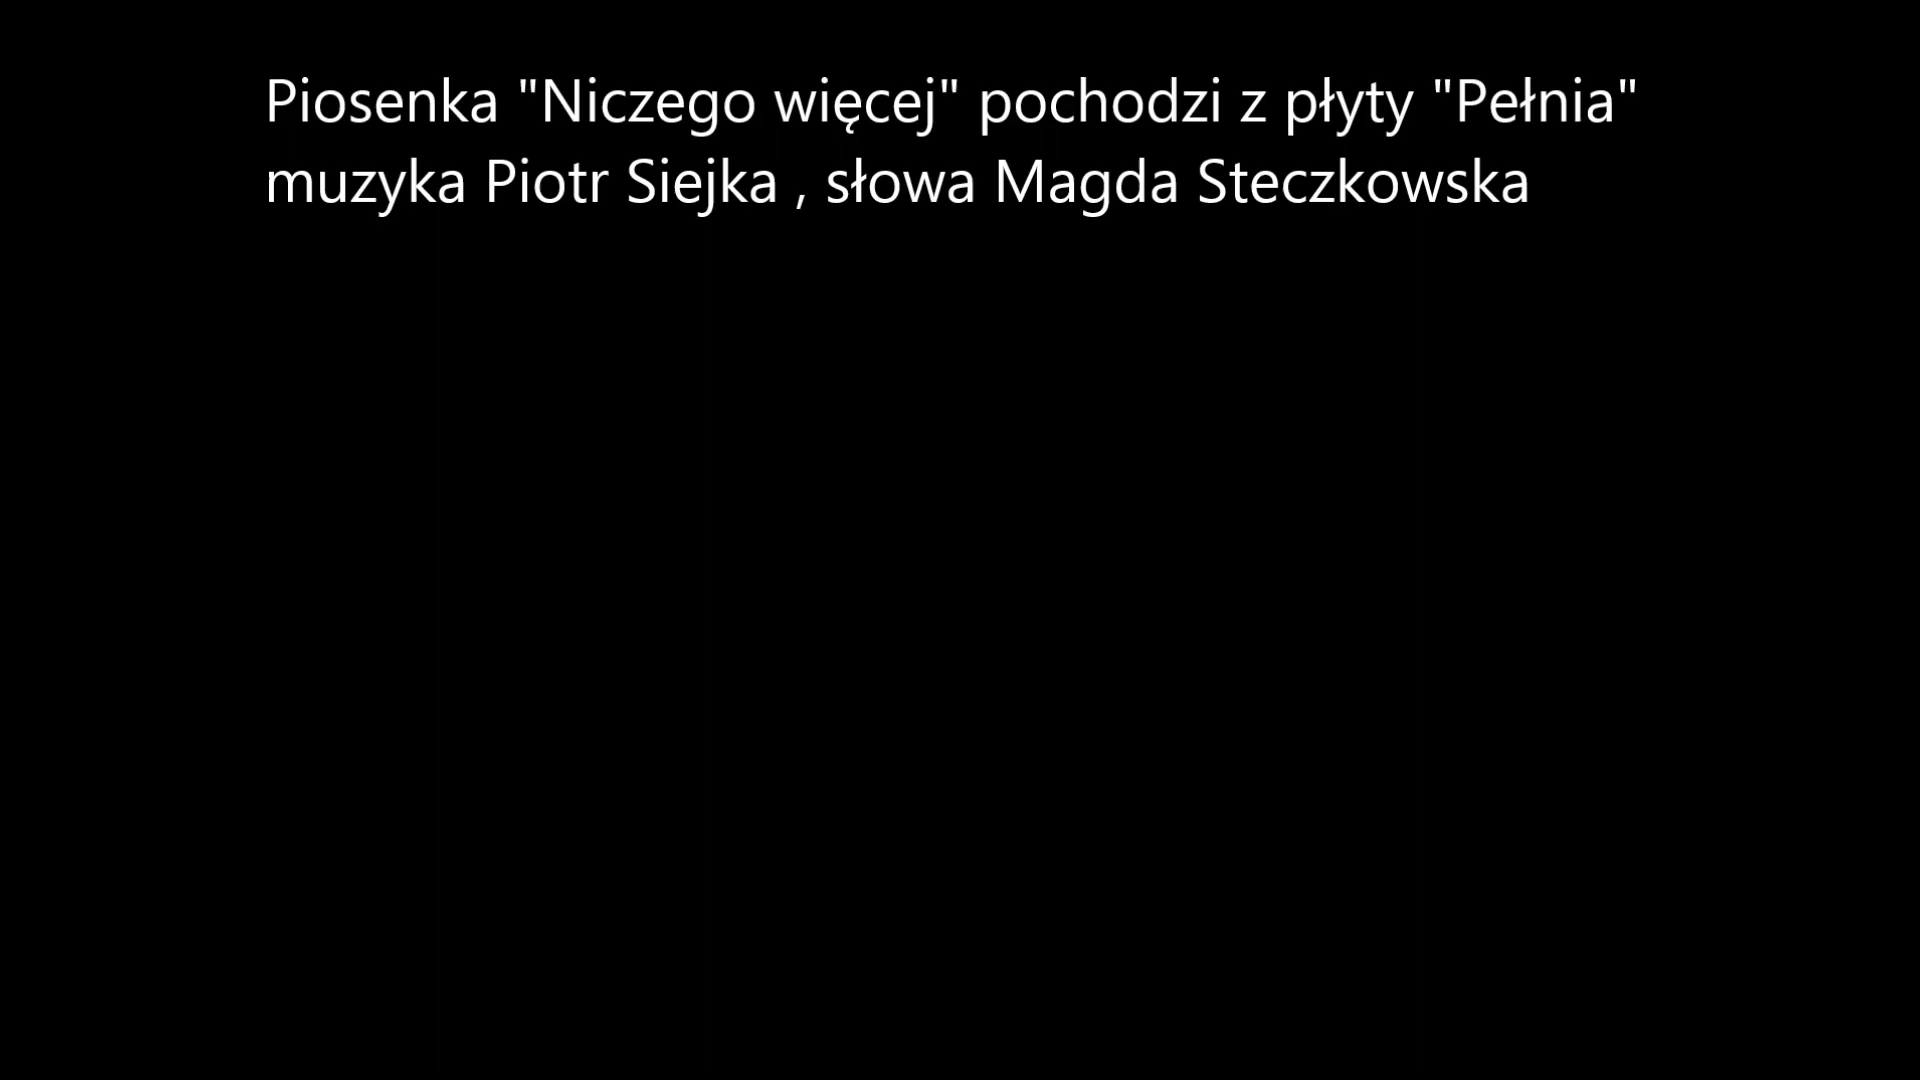 Piosenka "Niczego więcej" pochodzi z płyty "Pełnia"
muzyka Piotr Siejka , słowa Magda Steczkowska